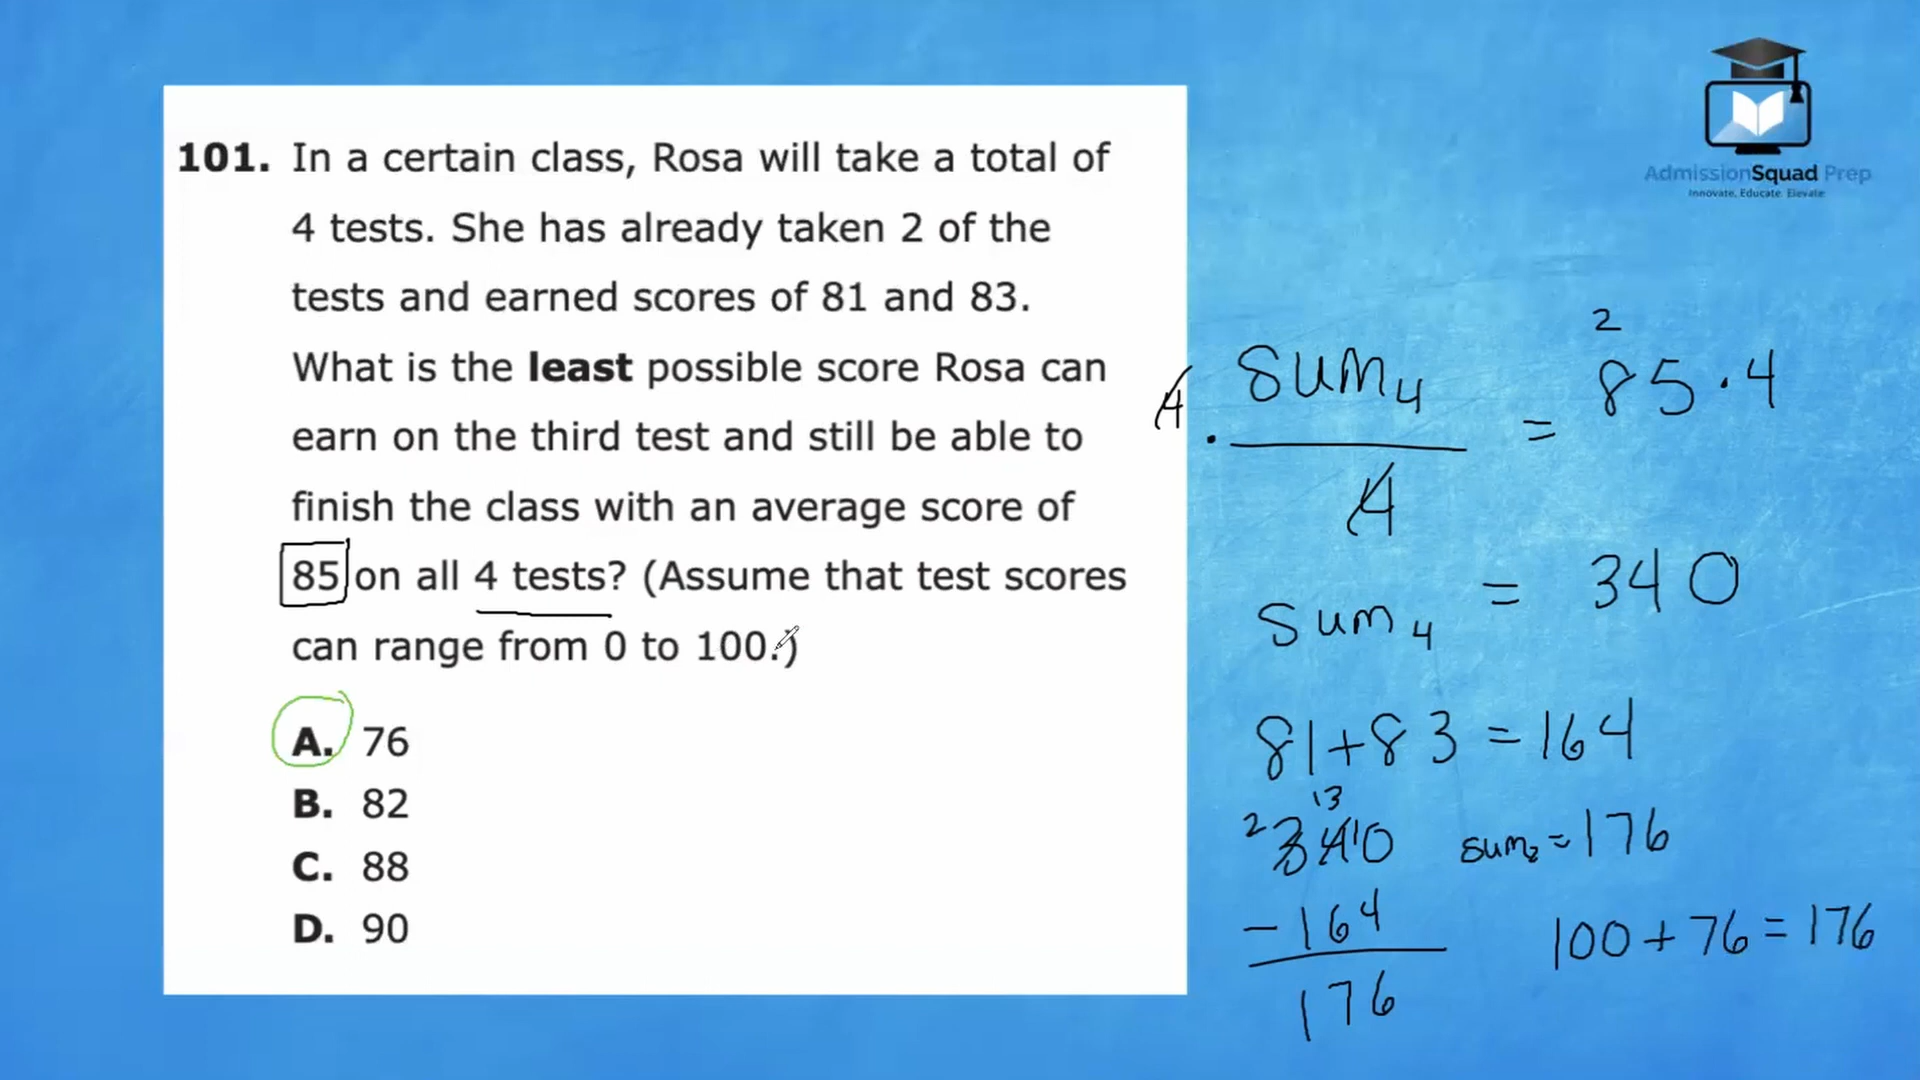 101. In a certain class, Rosa will take a total of
4 tests. She has already taken 2 of the
tests and earned scores of 81 and 83.
What is the least possible score Rosa can
earn on the third test and still be able to
finish the class with an average score of
85 on all 4 tests? (Assume that test scores
can range from 0 to 100.)
A. 76
B. 82
C. 88
D. 90
AdmissionSquad Prep
Innovate. Educate. Elevate
2
4 · sum4 = 85 · 4
4
sum4 = 340
81+83 = 164
13
2 3410 sum2 = 176
- 164 100 + 76 = 176
176